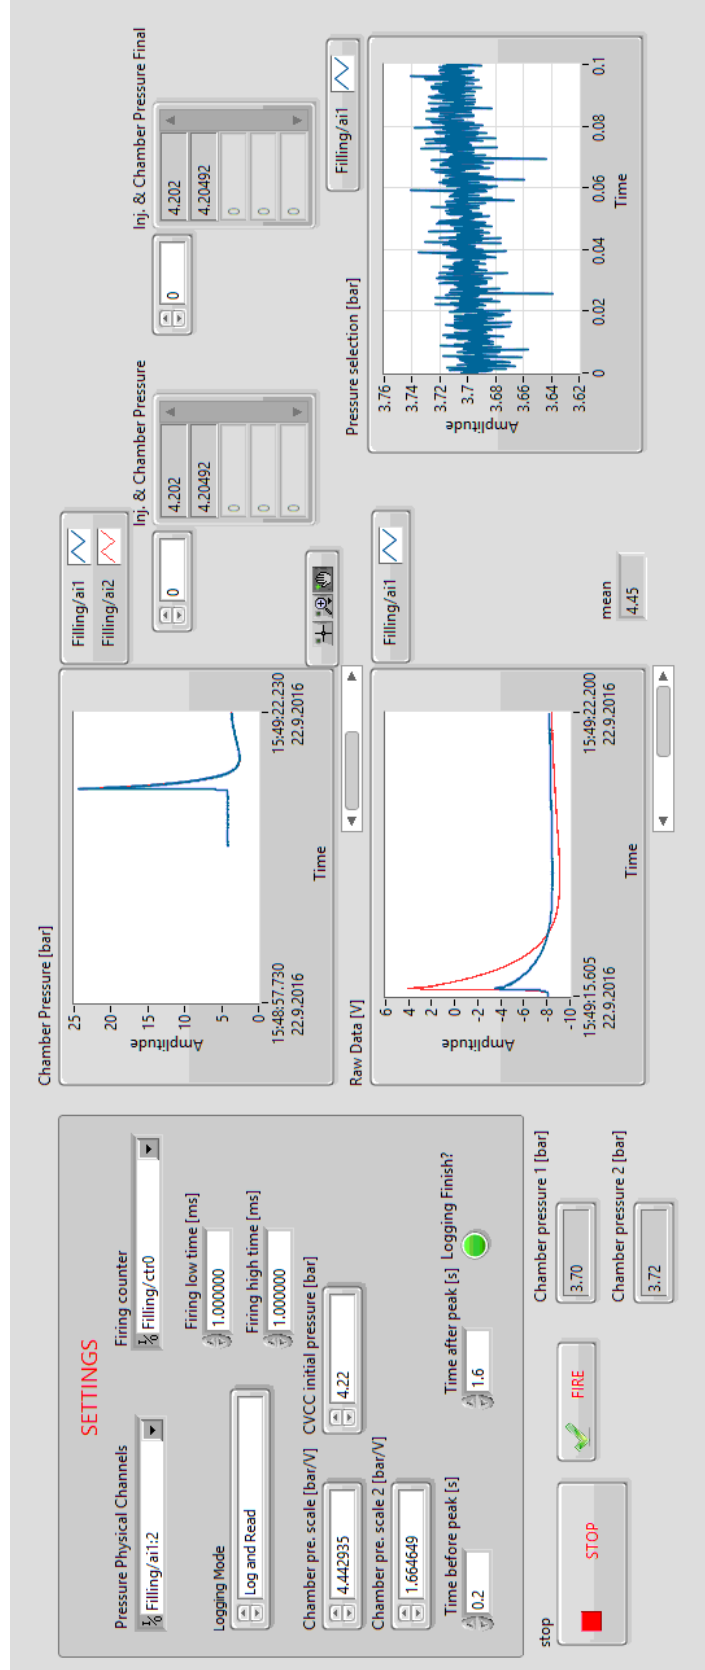 SETTINGS
Pressure Physical Channels
Filling/ai1:2
Firing counter
Filling/ctr0
Logging Mode
Log and Read
Firing low time [ms]
1.000000
Firing high time [ms]
1.000000
Chamber pre. scale [bar/V]
4.442935
CVCC initial pressure [bar]
4.22
Chamber pre. scale 2 [bar/V]
1.664649
Time before peak [s]
0.2
Time after peak [s]
1.6
Logging Finish?
stop
STOP
FIRE
Chamber pressure 1 [bar]
3.70
Chamber pressure 2 [bar]
3.72
Chamber Pressure [bar]
Filling/ai1
Filling/ai2
Amplitude
25
20
15
10
5
0
15:48:57.730
22.9.2016
15:49:22.230
22.9.2016
Time
Raw Data [V]
Filling/ai1
Amplitude
6
4
2
0
-2
-4
-6
-8
-10
15:49:15.605
22.9.2016
15:49:22.200
22.9.2016
Time
mean
4.45
Inj. & Chamber Pressure
0
4.202
4.20492
0
0
0
Inj. & Chamber Pressure Final
0
4.202
4.20492
0
0
0
Pressure selection [bar]
Filling/ai1
Amplitude
3.76
3.74
3.72
3.7
3.68
3.66
3.64
3.62
0
0.02
0.04
0.06
0.08
0.1
Time